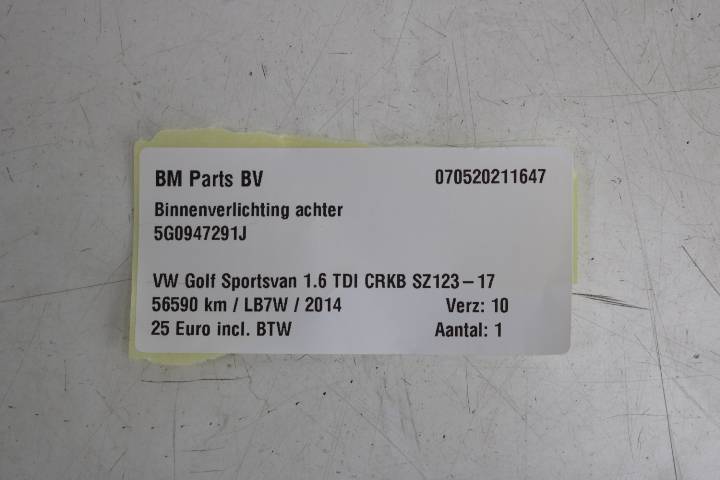 BM Parts BV 070520211647
Binnenverlichting achter
5G0947291J
VW Golf Sportsvan 1.6 TDI CRKB SZ123-17
56590 km / LB7W / 2014 Verz: 10
25 Euro incl. BTW Aantal: 1